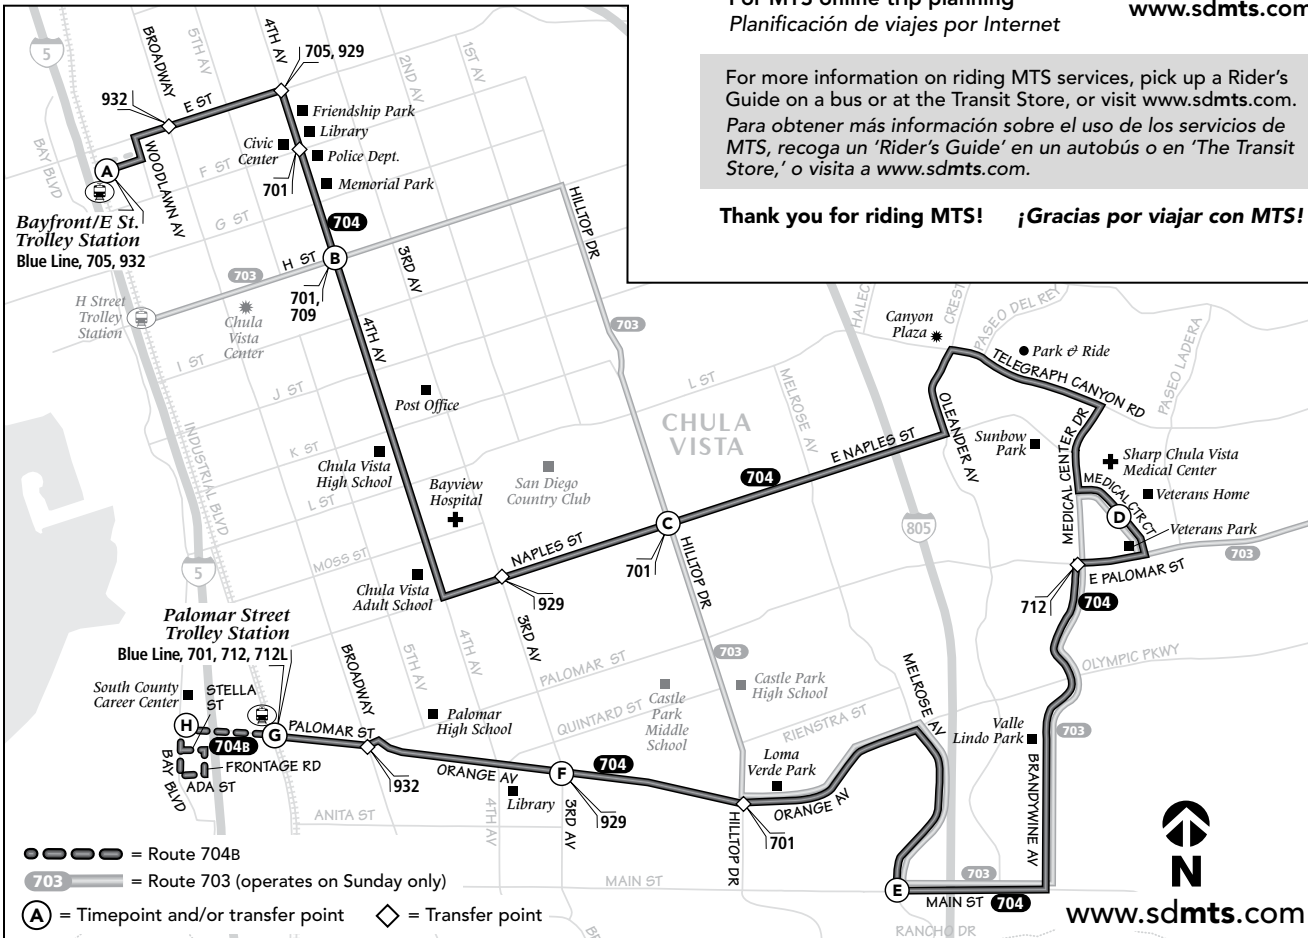 For MTS online trip planning
Planificación de viajes por Internet
www.sdmts.com
For more information on riding MTS services, pick up a Rider's
Guide on a bus or at the Transit Store, or visit www.sdmts.com.
Para obtener más información sobre el uso de los servicios de
MTS, recoga un 'Rider's Guide' en un autobús o en 'The Transit
Store,' o visita a www.sdmts.com.
Thank you for riding MTS! ¡Gracias por viajar con MTS!
5
BROADWAY
5TH AV
4TH AV
705, 929
2ND AV
1ST AV
932
E ST
Friendship Park
Library
Civic
Center
Police Dept.
701
Memorial Park
BAY BLVD
A
WOODLAWN AV
F ST
G ST
Bayfront/E St.
Trolley Station
Blue Line, 705, 932
704
H ST
B
3RD AV
HILLTOP DR
703
701,
709
H Street
Trolley
Station
Chula
Vista
Center
4TH AV
703
I ST
J ST
K ST
L ST
Post Office
Chula Vista
High School
Bayview
Hospital
San Diego
Country Club
INDUSTRIAL BLVD
MOSS ST
L ST
CHULA
VISTA
MELROSE AV
HALEC
CREST
PASEO DEL REY
PASEO LADERA
Canyon
Plaza
Park & Ride
TELEGRAPH CANYON RD
OLEANDER AV
E NAPLES ST
704
Sunbow
Park
MEDICAL CENTER DR
Sharp Chula Vista
Medical Center
MEDICAL CTR CT
Veterans Home
D
Veterans Park
703
E PALOMAR ST
712
704
C
701
NAPLES ST
929
HILLTOP DR
805
Chula Vista
Adult School
5
Palomar Street
Trolley Station
Blue Line, 701, 712, 712L
BROADWAY
5TH AV
4TH AV
3RD AV
PALOMAR ST
QUINTARD ST
RIENSTRA ST
703
Castle Park
High School
Castle
Park
Middle
School
MELROSE AV
OLYMPIC PKWY
South County
Career Center
STELLA
ST
H
G
PALOMAR ST
Palomar
High School
704B
FRONTAGE RD
BAY BLVD
ADA ST
932
ORANGE AV
F
704
Library
4TH AV
3RD AV
929
Loma
Verde Park
ORANGE AV
701
HILLTOP DR
Valle
Lindo Park
703
BRANDYWINE AV
ANITA ST
MAIN ST
E
703
MAIN ST
704
RANCHO DR
= Route 704B
703 = Route 703 (operates on Sunday only)
A = Timepoint and/or transfer point = Transfer point
N
www.sdmts.com